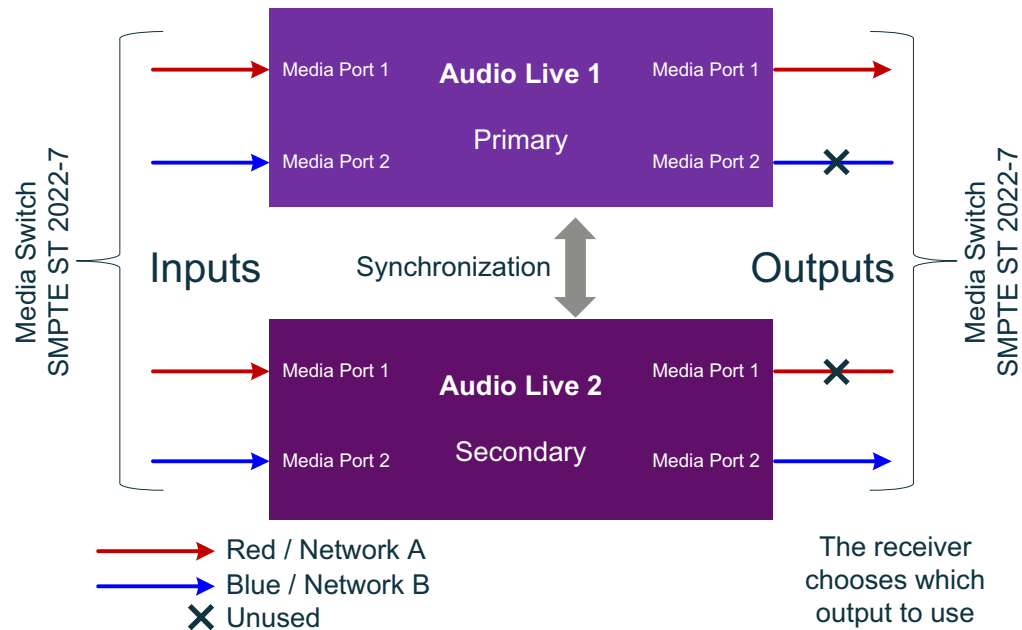 Media Switch
SMPTE ST 2022-7
Inputs
Media Port 1
Audio Live 1
Media Port 1
Primary
Media Port 2
Media Port 2
Synchronization
Outputs
Media Port 1
Audio Live 2
Media Port 1
Secondary
Media Port 2
Media Port 2
Media Switch
SMPTE ST 2022-7
Red / Network A
Blue / Network B
Unused
The receiver
chooses which
output to use